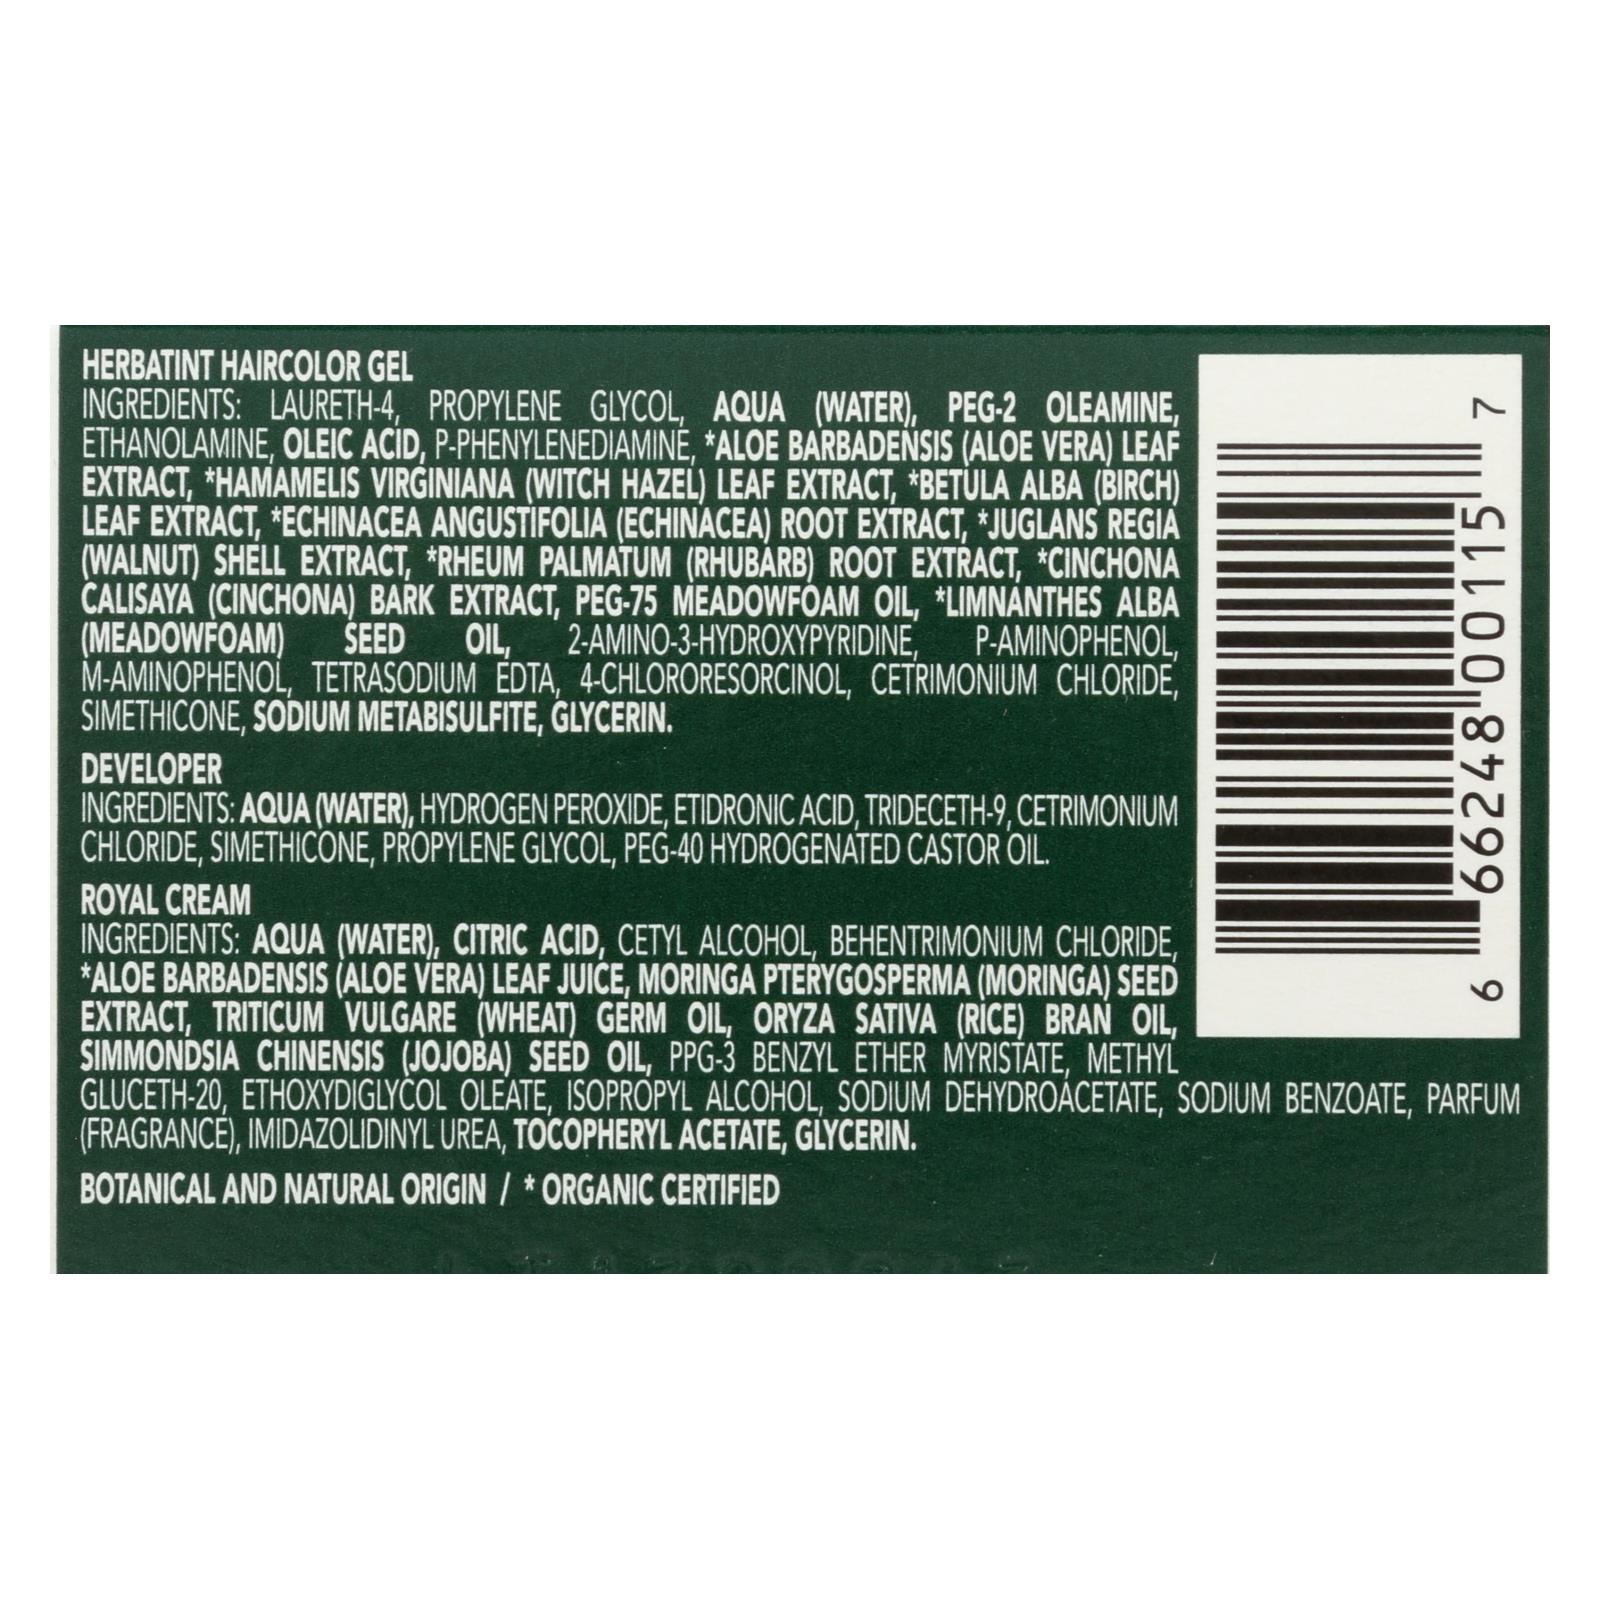 HERBATINT HAIRCOLOR GEL
INGREDIENTS: LAURETH-4, PROPYLENE GLYCOL, AQUA (WATER), PEG-2 OLEAMINE,
ETHANOLAMINE, OLEIC ACID, P-PHENYLENEDIAMINE, *ALOE BARBADENSIS (ALOE VERA) LEAF
EXTRACT, *HAMAMELIS VIRGINIANA (WITCH HAZEL) LEAF EXTRACT, *BETULA ALBA (BIRCH)
LEAF EXTRACT, *ECHINACEA ANGUSTIFOLIA (ECHINACEA) ROOT EXTRACT, *JUGLANS REGIA
(WALNUT) SHELL EXTRACT, *RHEUM PALMATUM (RHUBARB) ROOT EXTRACT, *CINCHONA
CALISAYA (CINCHONA) BARK EXTRACT, PEG-75 MEADOWFOAM OIL, *LIMNANTHES ALBA
(MEADOWFOAM) SEED OIL, 2-AMINO-3-HYDROXYPYRIDINE, P-AMINOPHENOL,
M-AMINOPHENOL, TETRASODIUM EDTA, 4-CHLORORESORCINOL, CETRIMONIUM CHLORIDE,
SIMETHICONE, SODIUM METABISULFITE, GLYCERIN.
DEVELOPER
INGREDIENTS: AQUA (WATER), HYDROGEN PEROXIDE, ETIDRONIC ACID, TRIDECETH-9, CETRIMONIUM
CHLORIDE, SIMETHICONE, PROPYLENE GLYCOL, PEG-40 HYDROGENATED CASTOR OIL.
ROYAL CREAM
INGREDIENTS: AQUA (WATER), CITRIC ACID, CETYL ALCOHOL, BEHENTRIMONIUM CHLORIDE,
*ALOE BARBADENSIS (ALOE VERA) LEAF JUICE, MORINGA PTERYGOSPERMA (MORINGA) SEED
EXTRACT, TRITICUM VULGARE (WHEAT) GERM OIL, ORYZA SATIVA (RICE) BRAN OIL,
SIMMONDSIA CHINENSIS (JOJOBA) SEED OIL, PPG-3 BENZYL ETHER MYRISTATE, METHYL
GLUCETH-20, ETHOXYDIGLYCOL OLEATE, ISOPROPYL ALCOHOL, SODIUM DEHYDROACETATE, SODIUM BENZOATE, PARFUM
(FRAGRANCE), IMIDAZOLIDINYL UREA, TOCOPHERYL ACETATE, GLYCERIN.
BOTANICAL AND NATURAL ORIGIN / * ORGANIC CERTIFIED
6 66248 00115 7